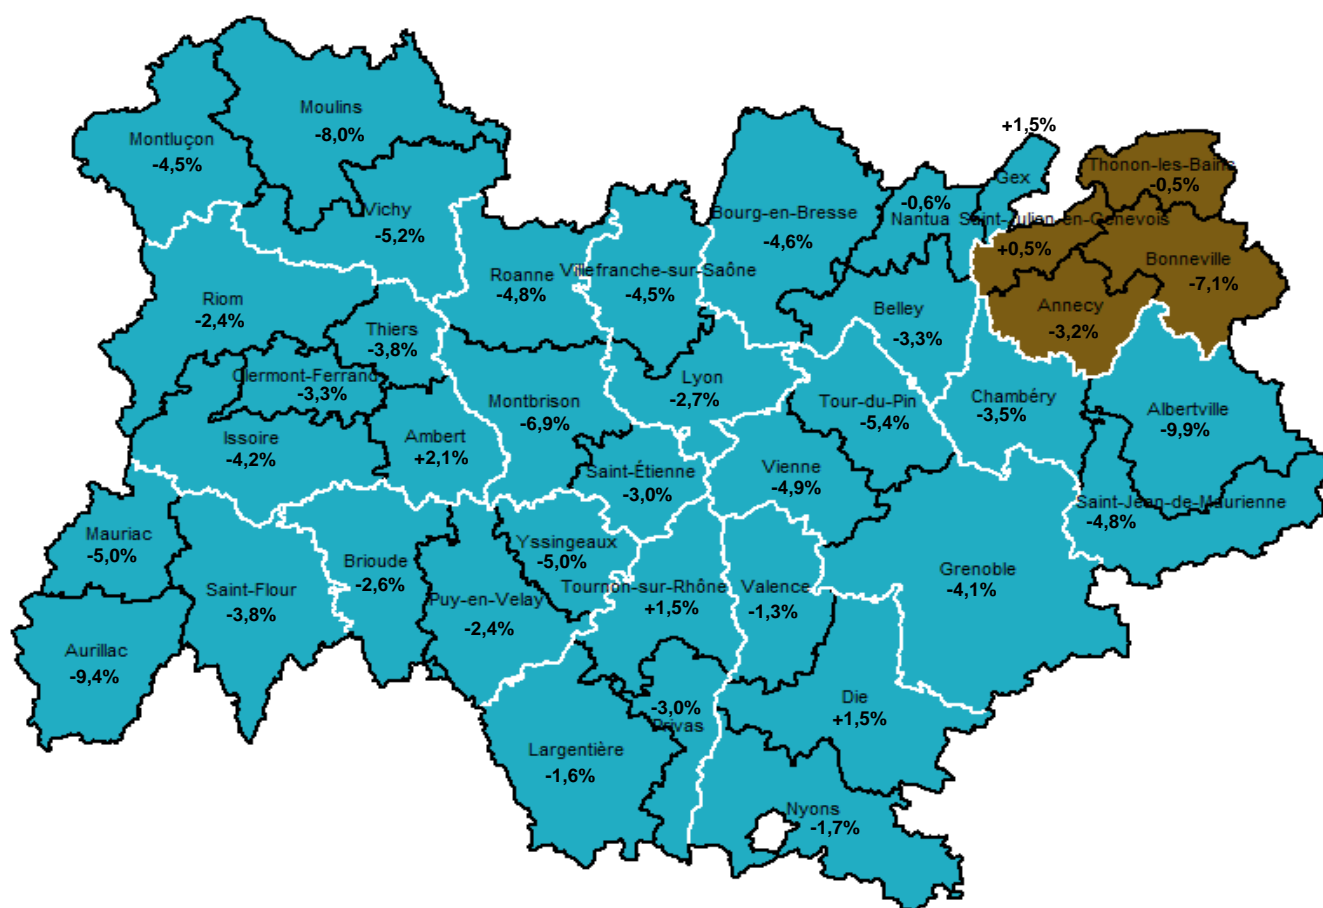 Moulins
-8,0%
Montluçon
-4,5%
+1,5%
Gex
Thonon-les-Bains
-0,5%
Vichy
-5,2%
Bourg-en-Bresse
-4,6%
-0,6%
Nantua
Saint-Julien-en-Genevois
+0,5%
Bonneville
-7,1%
Roanne
-4,8%
Villefranche-sur-Saône
-4,5%
Riom
-2,4%
Belley
-3,3%
Annecy
-3,2%
Thiers
-3,8%
Clermont-Ferrand
-3,3%
Lyon
-2,7%
Montbrison
-6,9%
Tour-du-Pin
-5,4%
Chambéry
-3,5%
Albertville
-9,9%
Issoire
-4,2%
Ambert
+2,1%
Saint-Étienne
-3,0%
Vienne
-4,9%
Saint-Jean-de-Maurienne
-4,8%
Mauriac
-5,0%
Yssingeaux
-5,0%
Brioude
-2,6%
Saint-Flour
-3,8%
Puy-en-Velay
-2,4%
Tournon-sur-Rhône
+1,5%
Valence
-1,3%
Grenoble
-4,1%
Aurillac
-9,4%
-3,0%
Privas
Die
+1,5%
Largentière
-1,6%
Nyons
-1,7%